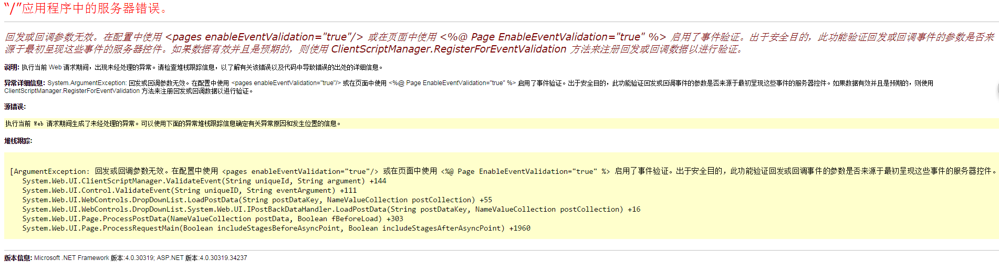 “/”应用程序中的服务器错误。
回发或回调参数无效。在配置中使用 <pages enableEventValidation="true"/> 或在页面中使用 <%@ Page EnableEventValidation="true" %> 启用了事件验证。出于安全目的，此功能验证回发或回调事件的参数是否来
源于最初呈现这些事件的服务器控件。如果数据有效并且是预期的，则使用 ClientScriptManager.RegisterForEventValidation 方法来注册回发或回调数据以进行验证。
说明: 执行当前 Web 请求期间，出现未经处理的异常。请检查堆栈跟踪信息，以了解有关该错误以及代码中导致错误的出处的详细信息。
异常详细信息: System.ArgumentException: 回发或回调参数无效。在配置中使用 <pages enableEventValidation="true"/> 或在页面中使用 <%@ Page EnableEventValidation="true" %> 启用了事件验证。出于安全目的，此功能验证回发或回调事件的参数是否来源于最初呈现这些事件的服务器控件。如果数据有效并且是预期的，则使用
ClientScriptManager.RegisterForEventValidation 方法来注册回发或回调数据以进行验证。
源错误:
执行当前 Web 请求期间生成了未经处理的异常。可以使用下面的异常堆栈跟踪信息确定有关异常原因和发生位置的信息。
堆栈跟踪:
[ArgumentException: 回发或回调参数无效。在配置中使用 <pages enableEventValidation="true"/> 或在页面中使用 <%@ Page EnableEventValidation="true" %> 启用了事件验证。出于安全目的，此功能验证回发或回调事件的参数是否来源于最初呈现这些事件的服务器控件。
System.Web.UI.ClientScriptManager.ValidateEvent(String uniqueId, String argument) +144
System.Web.UI.Control.ValidateEvent(String uniqueID, String eventArgument) +111
System.Web.UI.WebControls.DropDownList.LoadPostData(String postDataKey, NameValueCollection postCollection) +55
System.Web.UI.WebControls.DropDownList.System.Web.UI.IPostBackDataHandler.LoadPostData(String postDataKey, NameValueCollection postCollection) +16
System.Web.UI.Page.ProcessPostData(NameValueCollection postData, Boolean fBeforeLoad) +303
System.Web.UI.Page.ProcessRequestMain(Boolean includeStagesBeforeAsyncPoint, Boolean includeStagesAfterAsyncPoint) +1960
版本信息: Microsoft .NET Framework 版本:4.0.30319; ASP.NET 版本:4.0.30319.34237